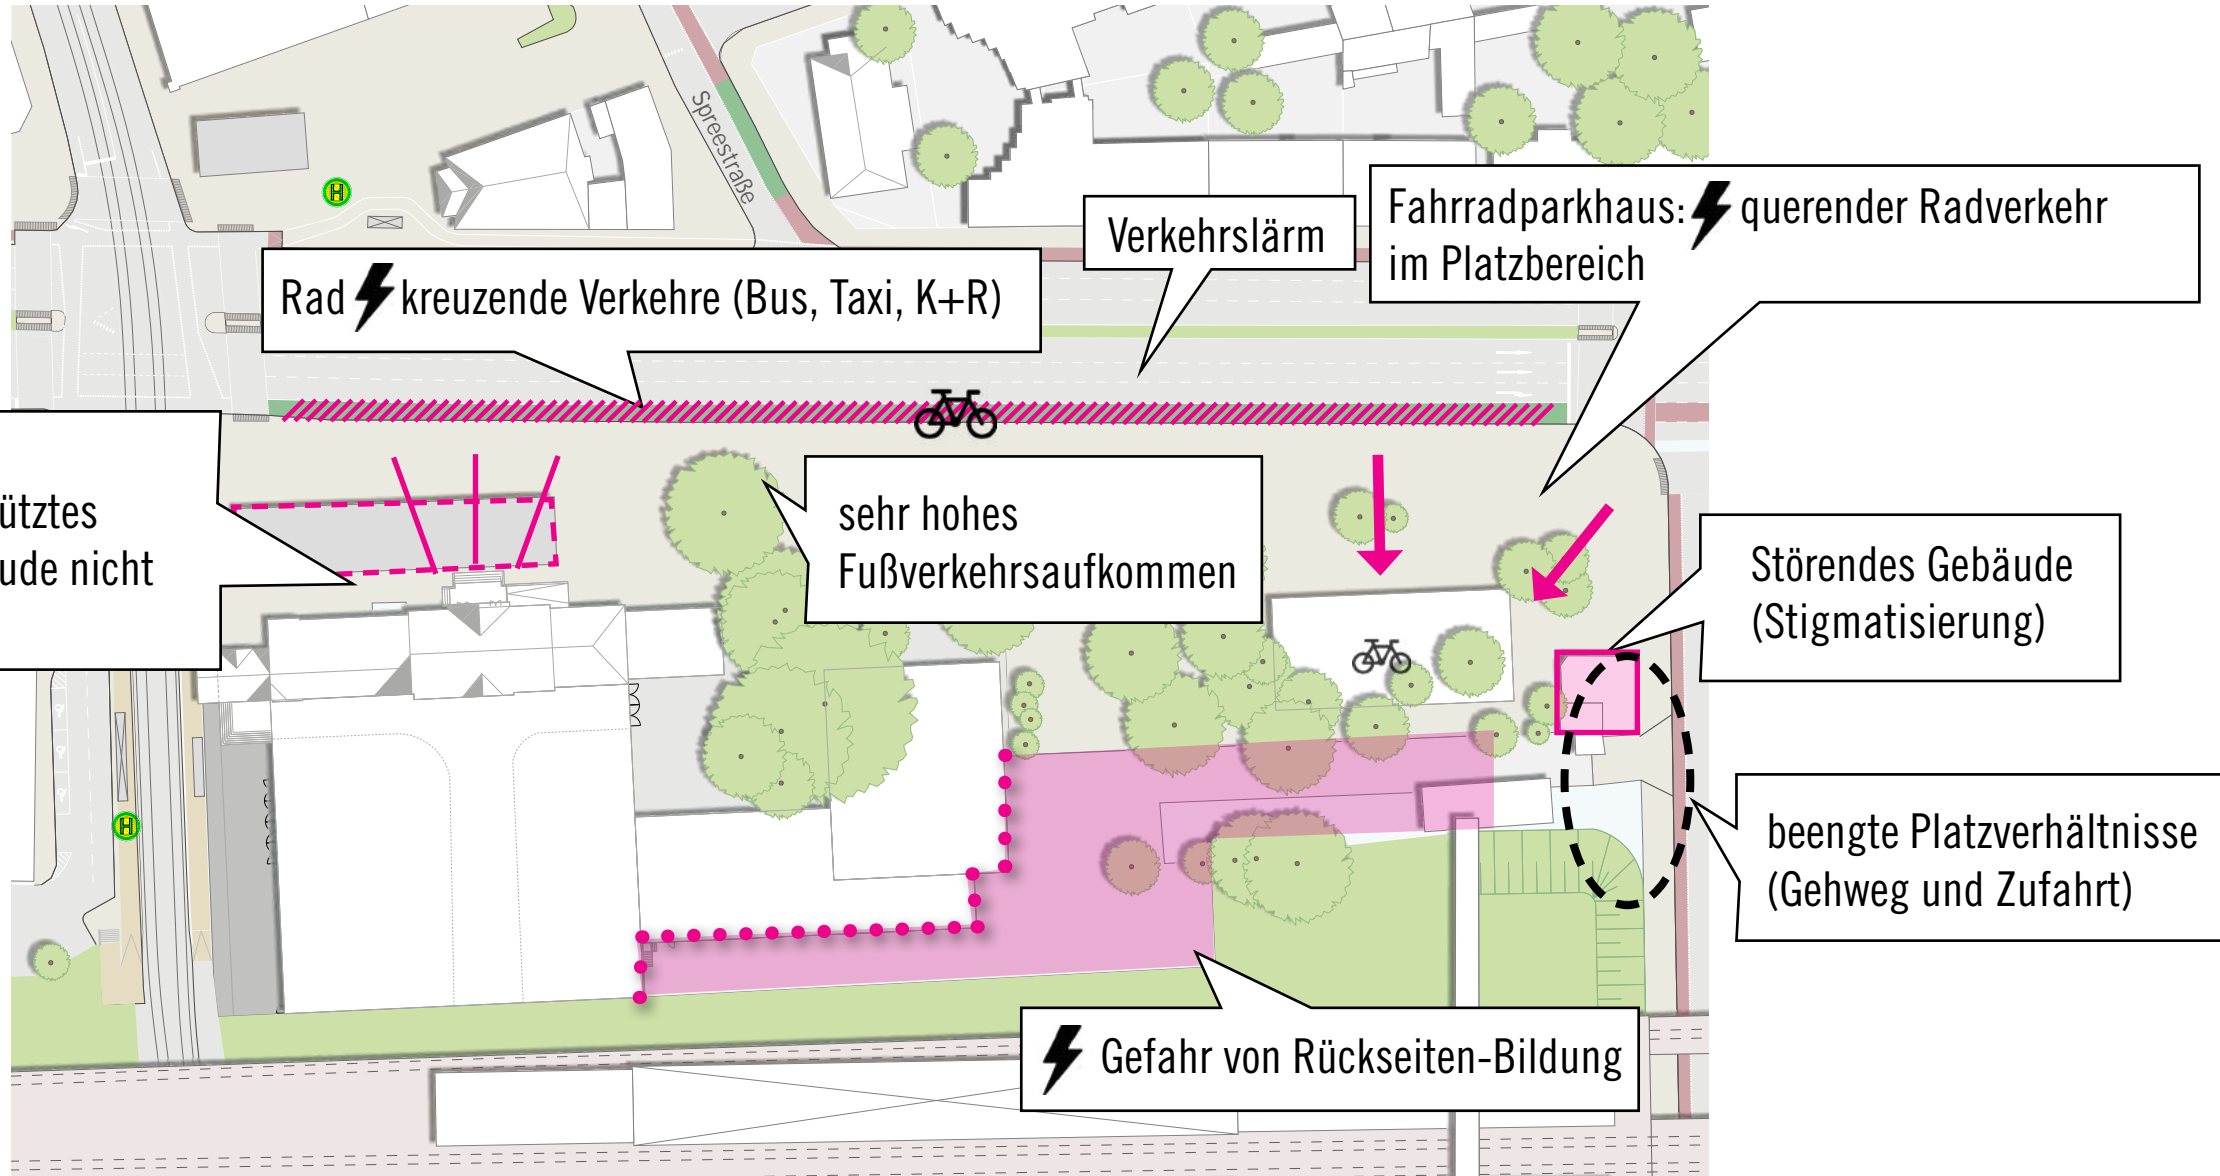 Spreestraße
H
Fahrradparkhaus: querender Radverkehr
im Platzbereich
Verkehrslärm
Rad kreuzende Verkehre (Bus, Taxi, K+R)
ütztes
ude nicht
sehr hohes
Fußverkehrsaufkommen
Störendes Gebäude
(Stigmatisierung)
H
beengte Platzverhältnisse
(Gehweg und Zufahrt)
Gefahr von Rückseiten-Bildung